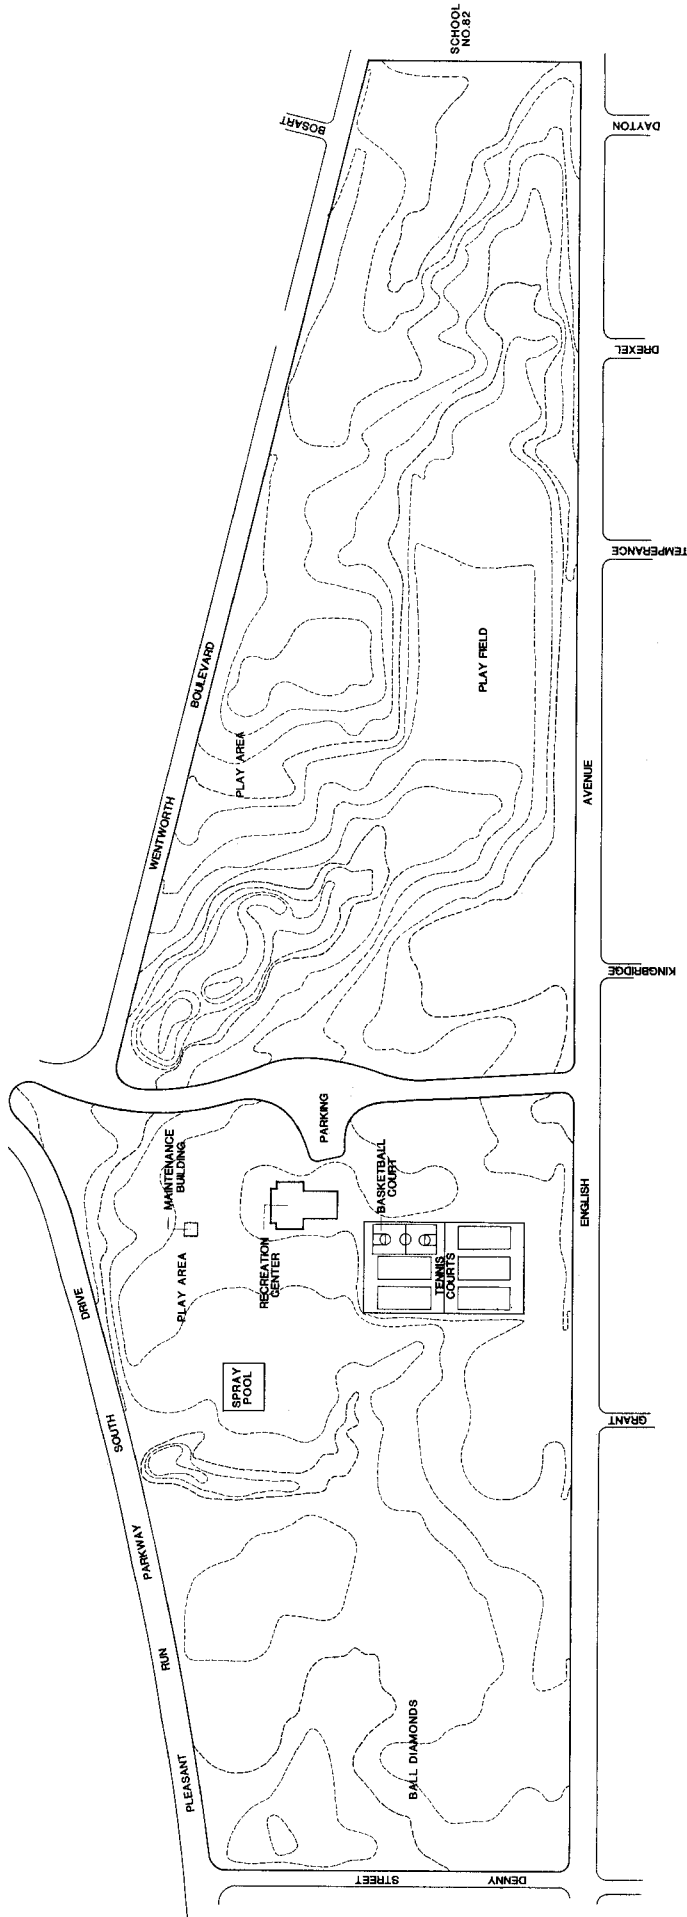 SCHOOL
NO.82
BOSART
DAYTON
DREXEL
TEMPERANCE
WENTWORTH BOULEVARD
PLAY AREA
PLAY FIELD
ENGLISH AVENUE
KINGBRIDGE
PARKING
MAINTENANCE
BUILDING
PLAY AREA
RECREATION
CENTER
BASKETBALL
COURT
TENNIS
COURTS
SPRAY
POOL
GRANT
PLEASANT RUN PARKWAY SOUTH DRIVE
BALL DIAMONDS
DENNY STREET